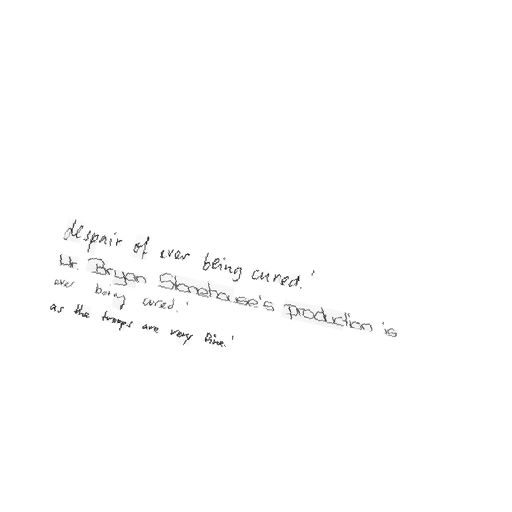 despair of ever being cured.'
Mr. Bryan Stonehouse's production is
ever being cured.'
as the troops are very fine.'